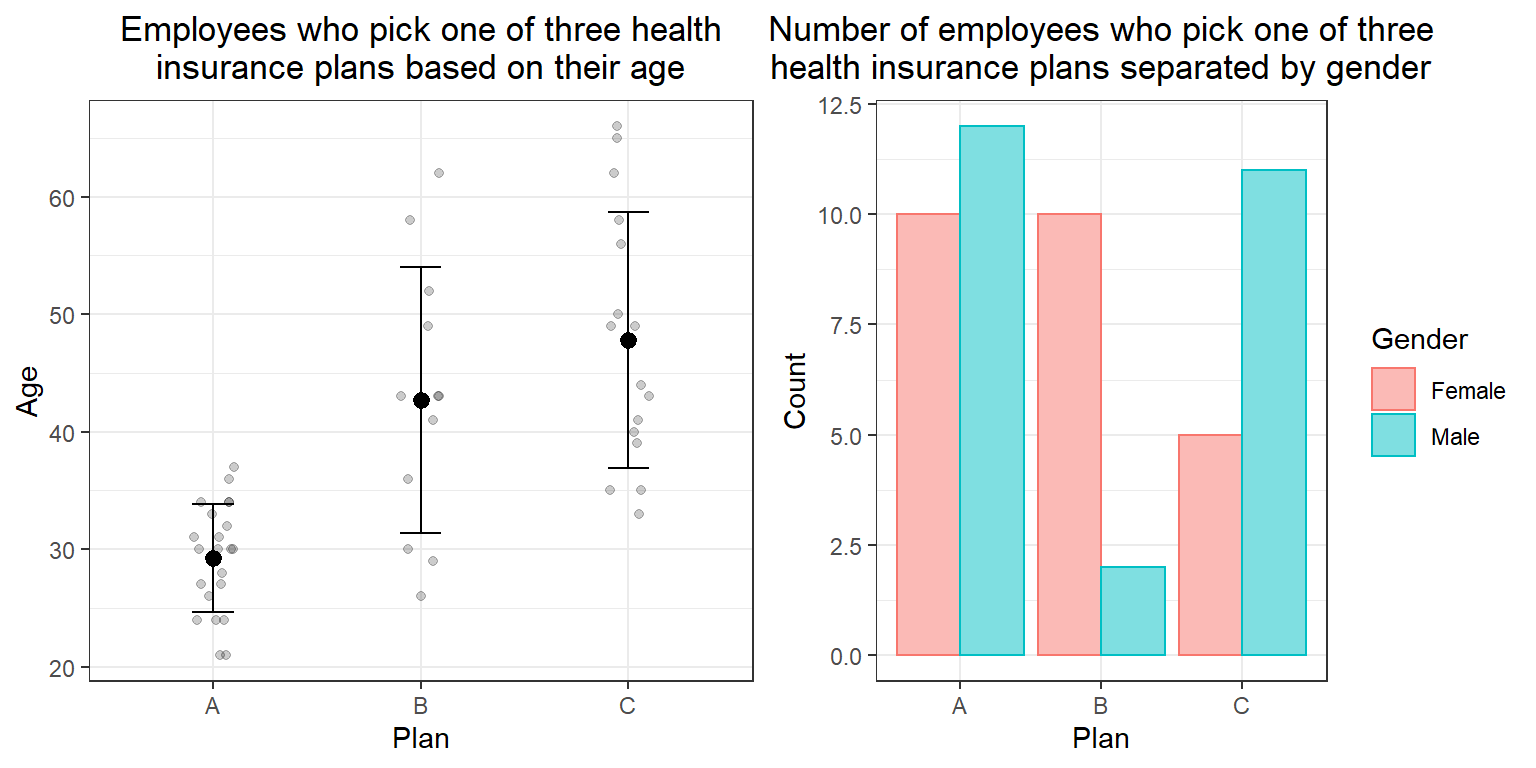 Employees who pick one of three health
insurance plans based on their age
Age
60
50
40
30
20
A
B
C
Plan
Number of employees who pick one of three
health insurance plans separated by gender
Count
12.5
10.0
7.5
5.0
2.5
0.0
A
B
C
Plan
Gender
Female
Male